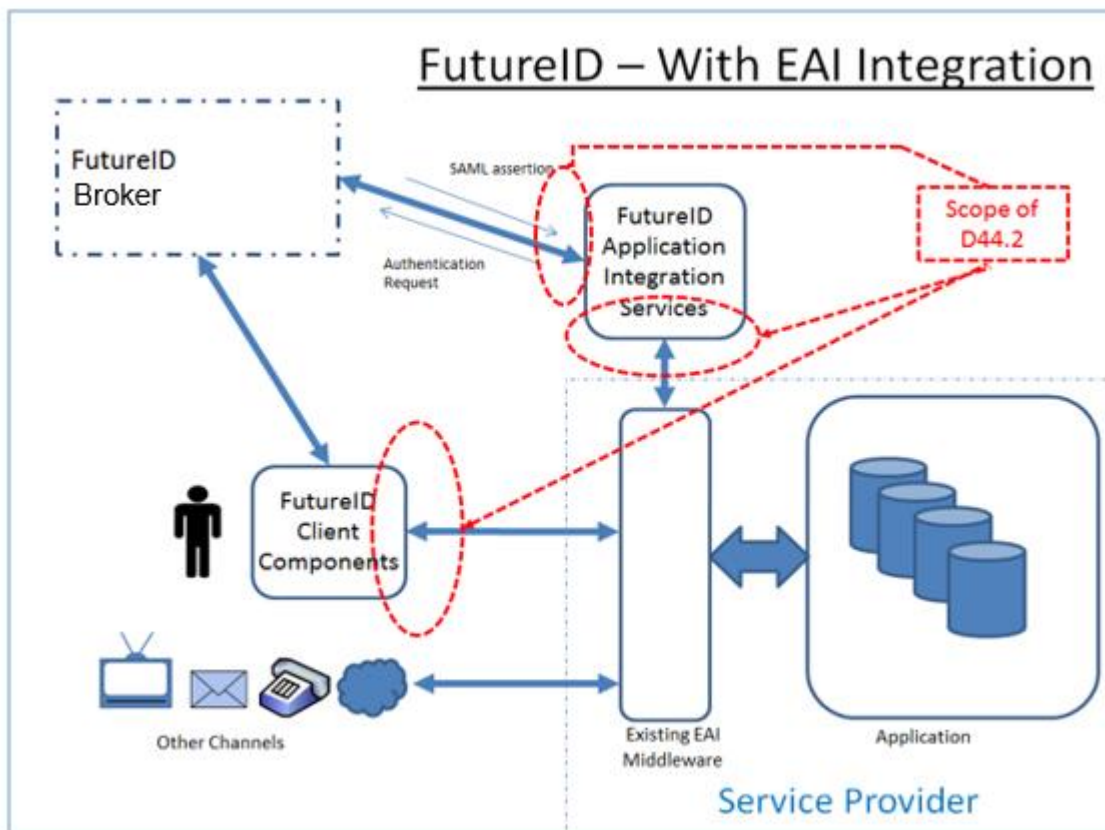 FutureID – With EAI Integration
FutureID
Broker
SAML assertion
Authentication
Request
FutureID
Application
Integration
Services
Scope of
D44.2
FutureID
Client
Components
Other Channels
Existing EAI
Middleware
Application
Service Provider